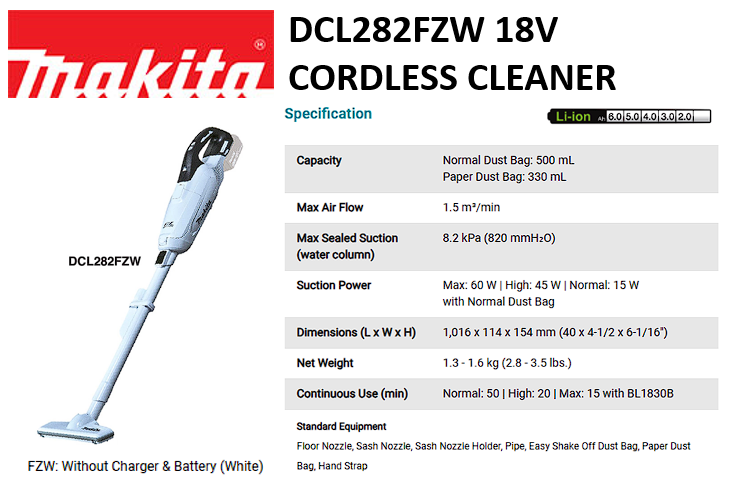 makita®
DCL282FZW 18V
CORDLESS CLEANER
Specification
Li-ion Ah 6.0 5.0 4.0 3.0 2.0
Capacity
Normal Dust Bag: 500 mL
Paper Dust Bag: 330 mL
Max Air Flow
1.5 m³/min
Max Sealed Suction
(water column)
8.2 kPa (820 mmH₂O)
Suction Power
Max: 60 W | High: 45 W | Normal: 15 W
with Normal Dust Bag
Dimensions (L x W x H)
1,016 x 114 x 154 mm (40 x 4-1/2 x 6-1/16")
Net Weight
1.3 - 1.6 kg (2.8 - 3.5 lbs.)
Continuous Use (min)
Normal: 50 | High: 20 | Max: 15 with BL1830B
Standard Equipment
Floor Nozzle, Sash Nozzle, Sash Nozzle Holder, Pipe, Easy Shake Off Dust Bag, Paper Dust
Bag, Hand Strap
Makita
DCL282FZW
FZW: Without Charger & Battery (White)